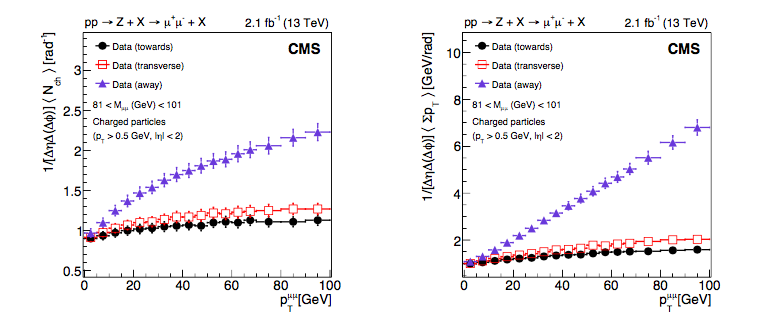 pp → Z + X → μ⁺μ⁻ + X 2.1 fb⁻¹ (13 TeV)
CMS
Data (towards)
Data (transverse)
Data (away)
81 < M_μμ (GeV) < 101
Charged particles
(p_T > 0.5 GeV, |η| < 2)
1/[ΔηΔ(Δϕ)] ⟨ N_ch ⟩ [rad⁻¹]
3
2.5
2
1.5
1
0.5
0 20 40 60 80 100
p_T^μμ [GeV]
pp → Z + X → μ⁺μ⁻ + X 2.1 fb⁻¹ (13 TeV)
CMS
Data (towards)
Data (transverse)
Data (away)
81 < M_μμ (GeV) < 101
Charged particles
(p_T > 0.5 GeV, |η| < 2)
1/[ΔηΔ(Δϕ)] ⟨ Σp_T ⟩ [GeV/rad]
10
8
6
4
2
0 20 40 60 80 100
p_T^μμ [GeV]